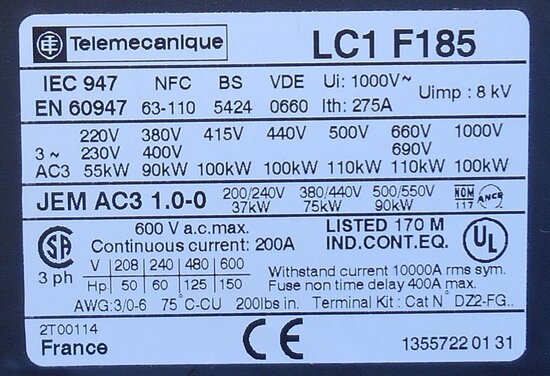 Telemecanique LC1 F185
IEC 947 NFC BS VDE Ui: 1000V~
EN 60947 63-110 5424 0660 Ith: 275A Uimp : 8 kV
220V 380V 415V 440V 500V 660V 1000V
3 ~ 230V 400V 690V
AC3 55kW 90kW 100kW 100kW 110kW 110kW 100kW
JEM AC3 1.0-0 200/240V 380/440V 500/550V NOM ANCE
37kW 75kW 90kW 117
600 V a.c.max. LISTED 170 M
Continuous current: 200A IND.CONT.EQ.
SA UL
3 ph V 208 240 480 600 Withstand current 10000A rms sym.
Hp 50 60 125 150 Fuse non time delay 400A max.
AWG:3/0-6 75°C-CU 200lbs in. Terminal Kit : Cat N° DZ2-FG..
2T00114
France CE 1355722 01 31